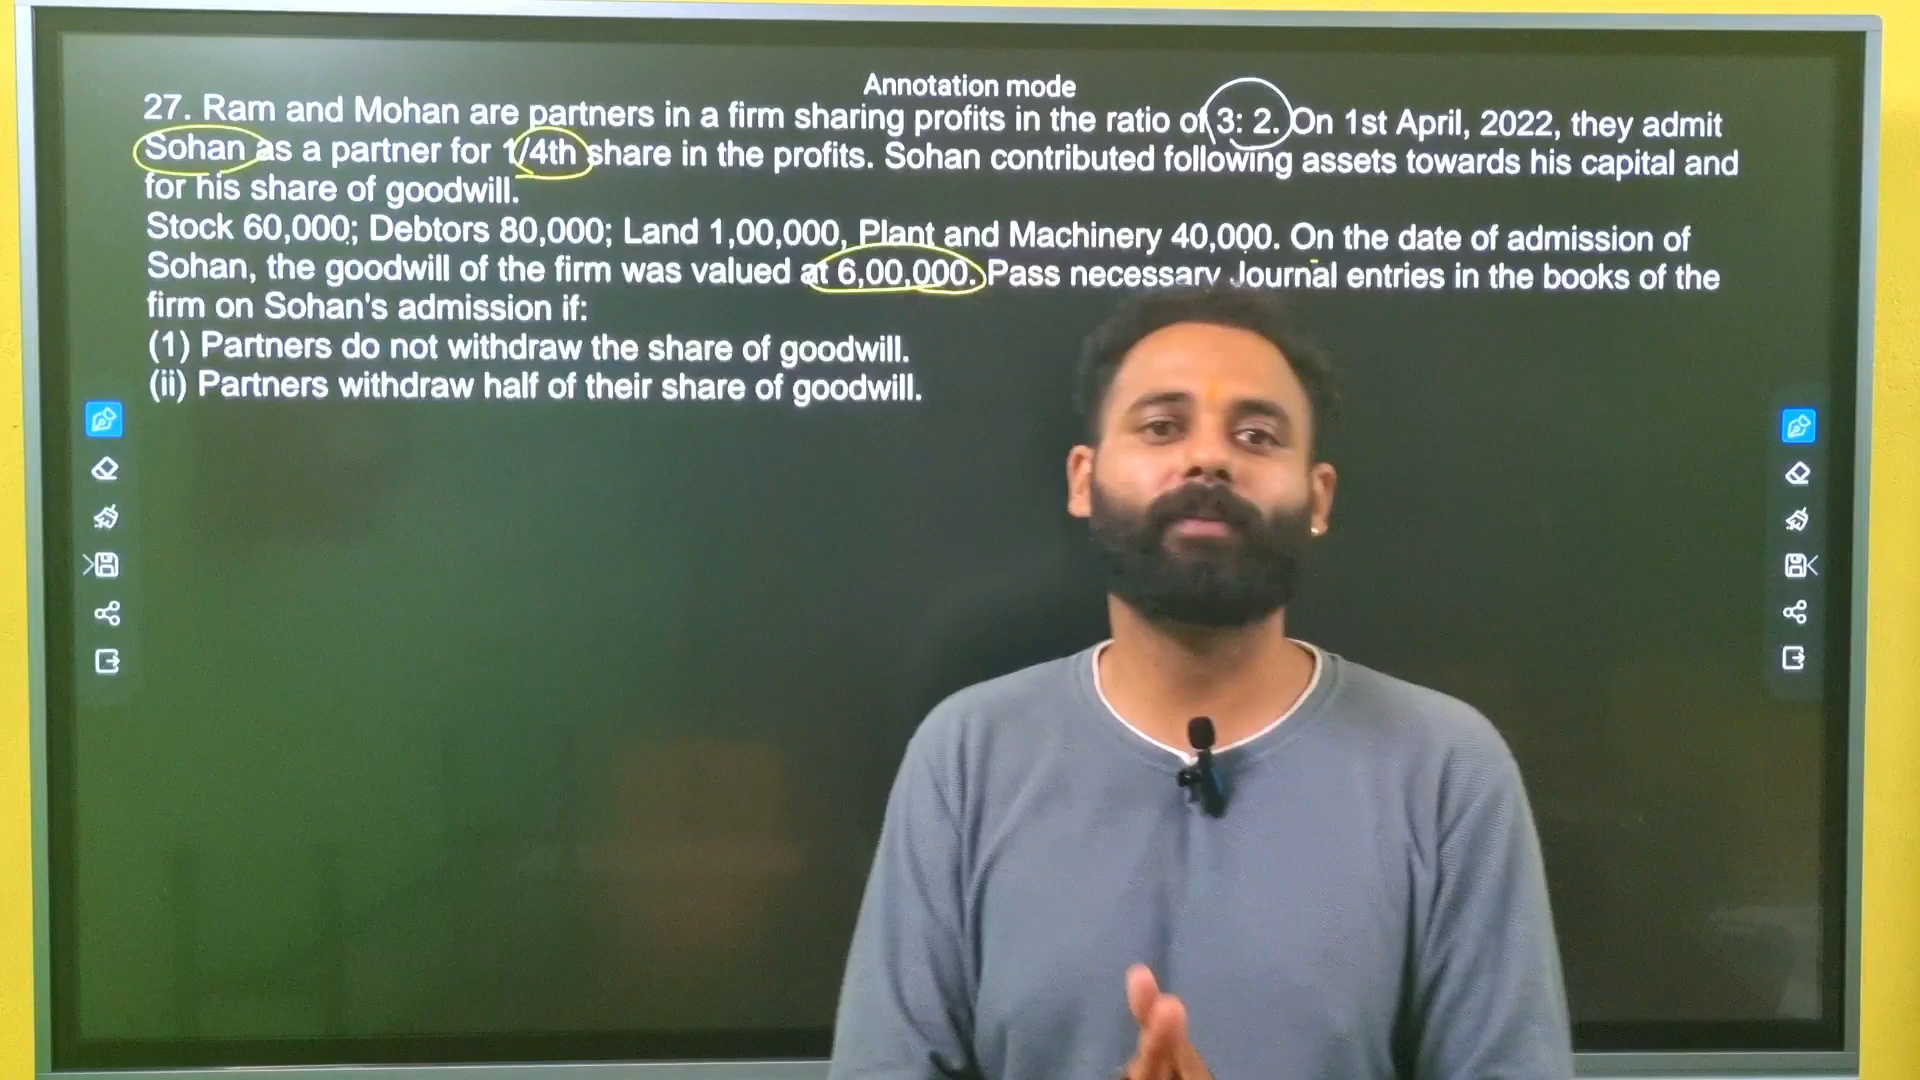 Annotation mode
27. Ram and Mohan are partners in a firm sharing profits in the ratio of 3: 2. On 1st April, 2022, they admit
Sohan as a partner for 1/4th share in the profits. Sohan contributed following assets towards his capital and
for his share of goodwill.
Stock 60,000; Debtors 80,000; Land 1,00,000, Plant and Machinery 40,000. On the date of admission of
Sohan, the goodwill of the firm was valued at 6,00,000. Pass necessary Journal entries in the books of the
firm on Sohan's admission if:
(1) Partners do not withdraw the share of goodwill.
(ii) Partners withdraw half of their share of goodwill.